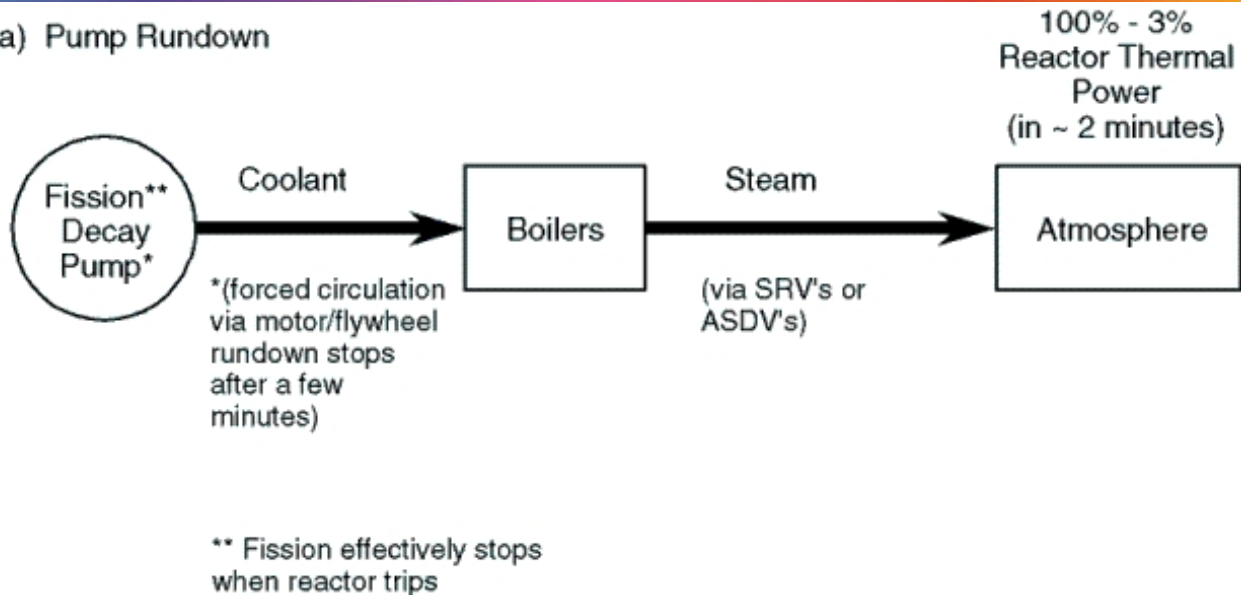 a) Pump Rundown
100% - 3%
Reactor Thermal
Power
(in ~ 2 minutes)
Fission**
Decay
Pump*
Coolant
*(forced circulation
via motor/flywheel
rundown stops
after a few
minutes)
Boilers
Steam
(via SRV's or
ASDV's)
Atmosphere
** Fission effectively stops
when reactor trips